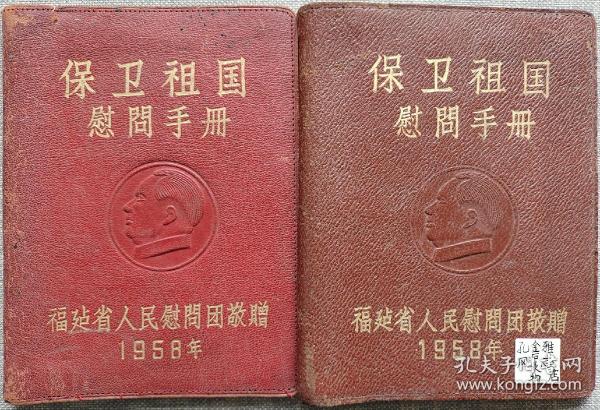 保卫祖国
慰問手册
福建省人民慰問团敬贈
1958年
保卫祖国
慰問手册
福建省人民慰問团敬贈
1958年
孔夫子旧书网
www.kongfz.com